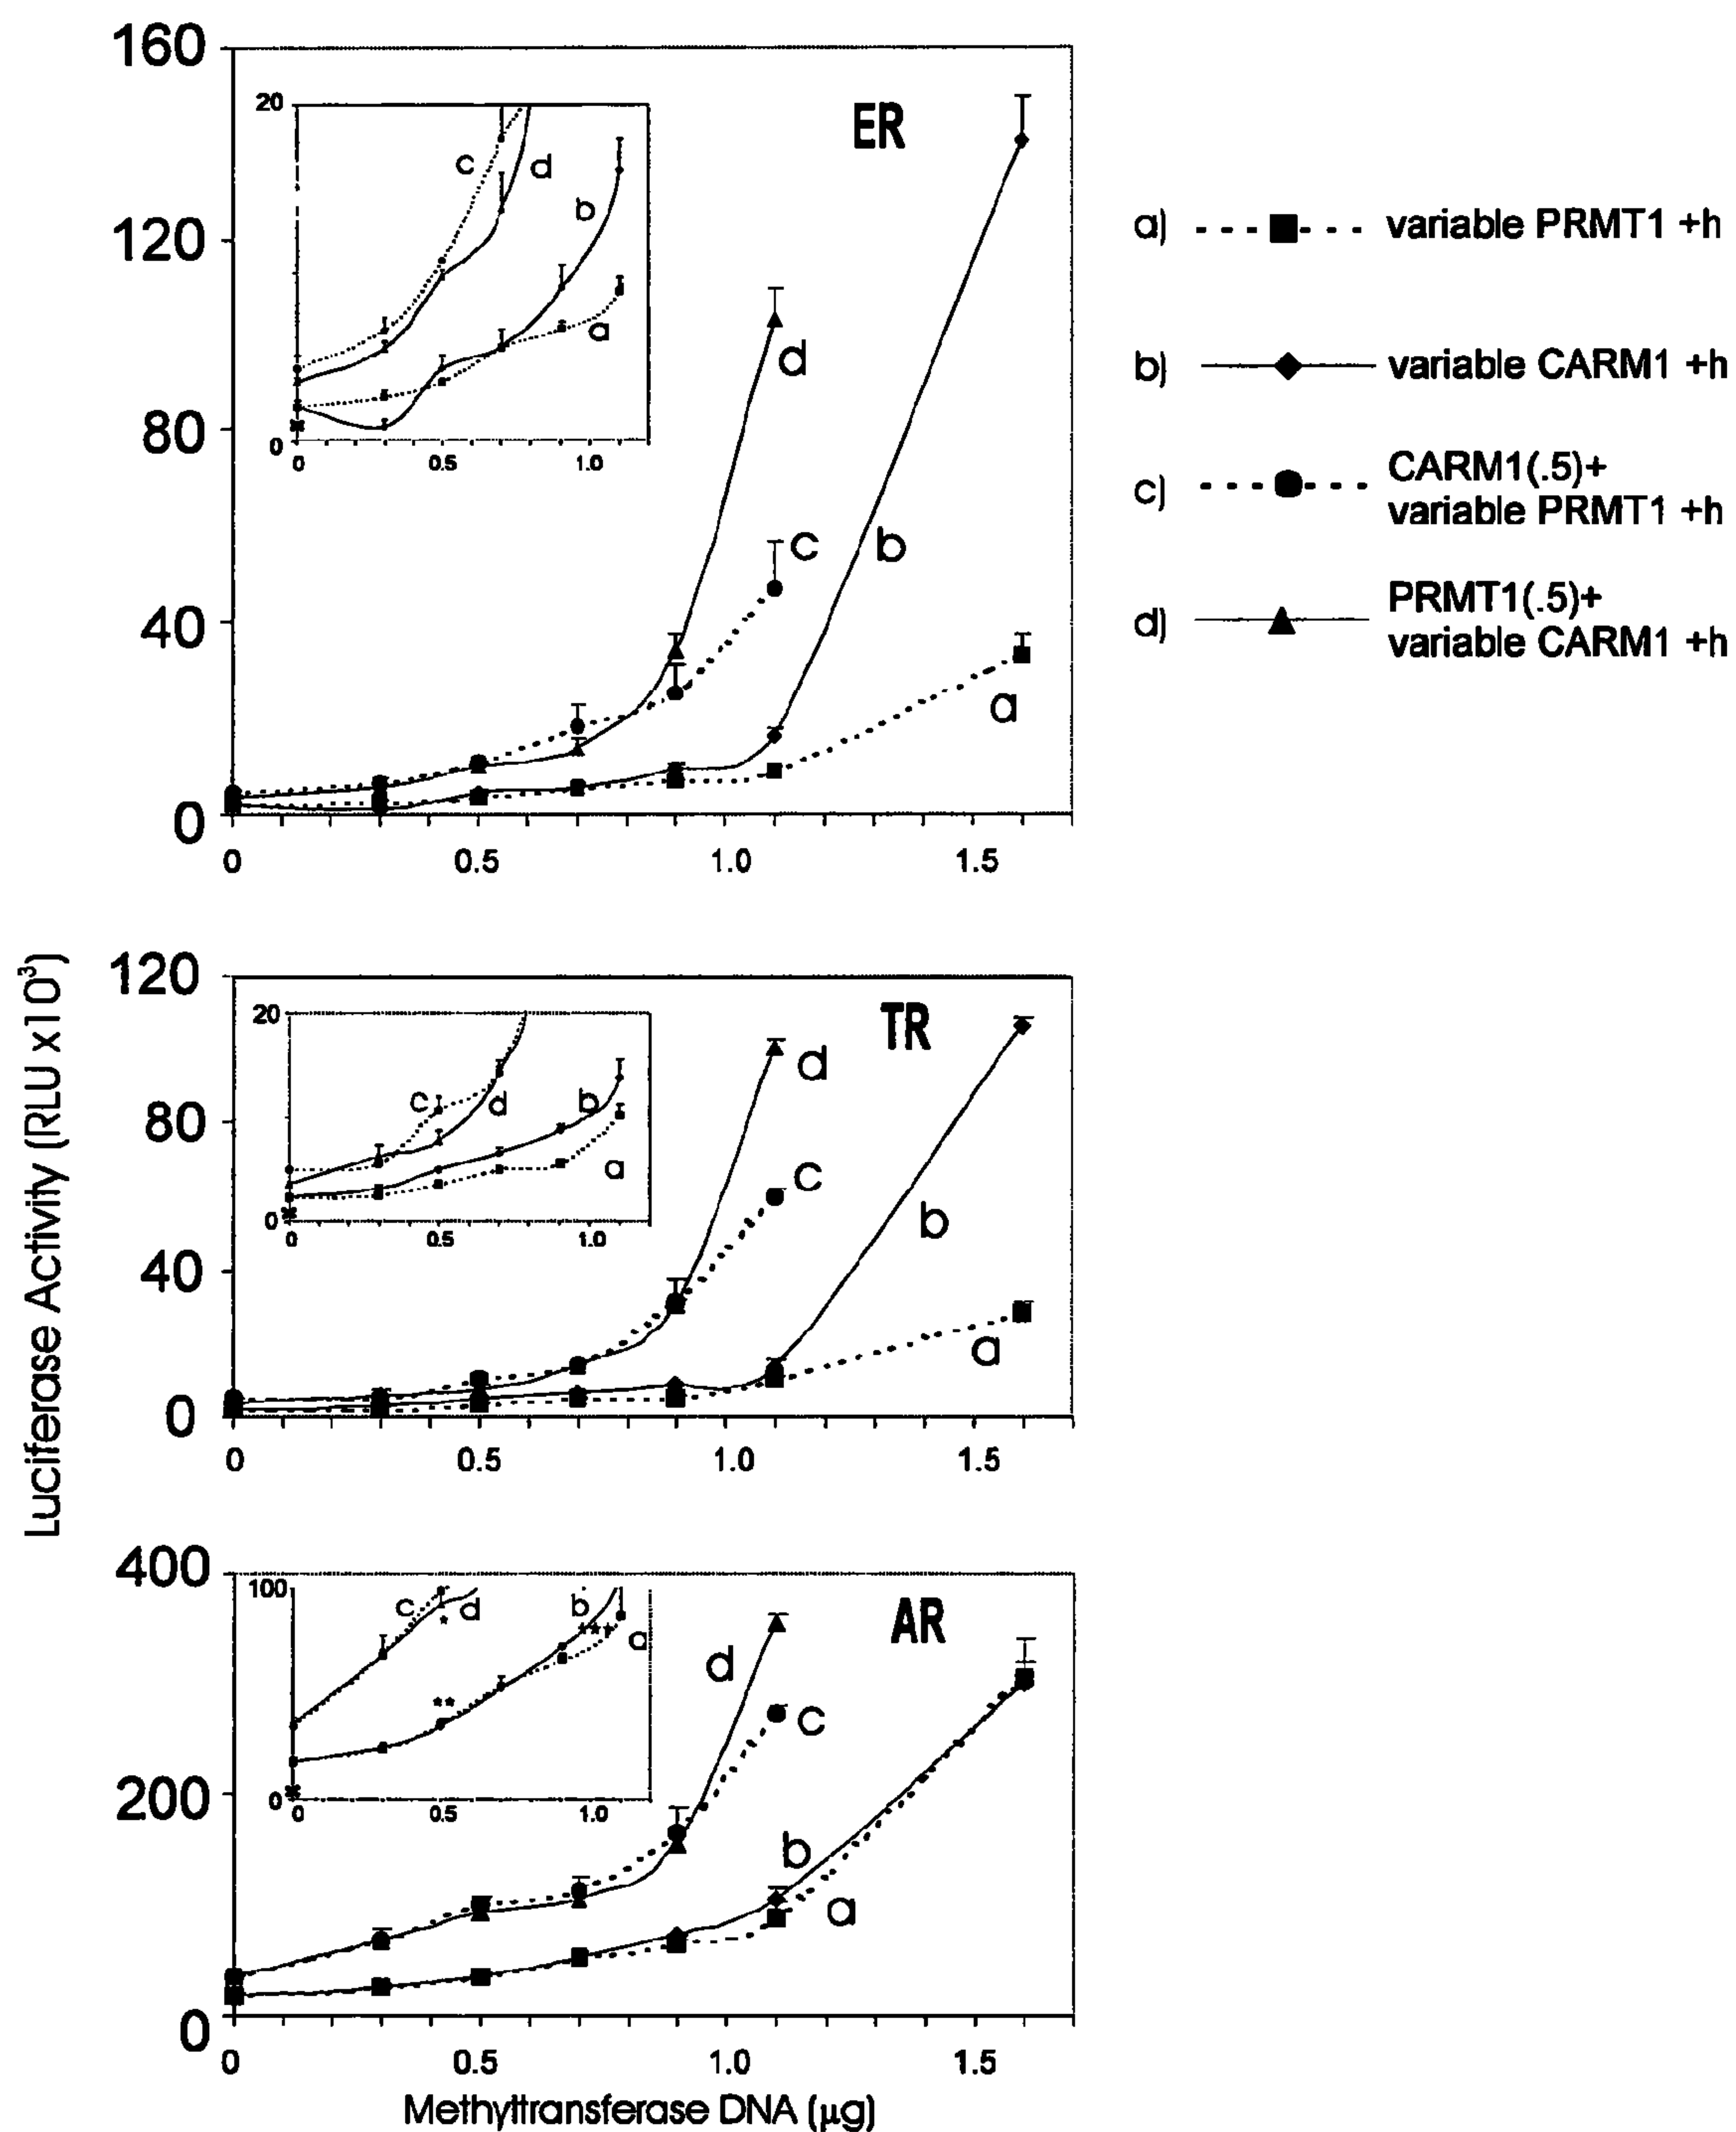 160
120
80
40
0
0
0.5
1.0
1.5
ER
20
0
0
0.5
1.0
c
d
b
a
d
c
b
a
a) variable PRMT1 +h
b) variable CARM1 +h
c) CARM1(.5)+
variable PRMT1 +h
d) PRMT1(.5)+
variable CARM1 +h
Luciferase Activity (RLU x10³)
120
80
40
0
0
0.5
1.0
1.5
TR
20
0
0
0.5
1.0
c
d
b
a
d
c
b
a
400
200
0
0
0.5
1.0
1.5
AR
100
0
0
0.5
1.0
c
d
*
b
***
a
**
d
c
b
a
Methyltransferase DNA (µg)